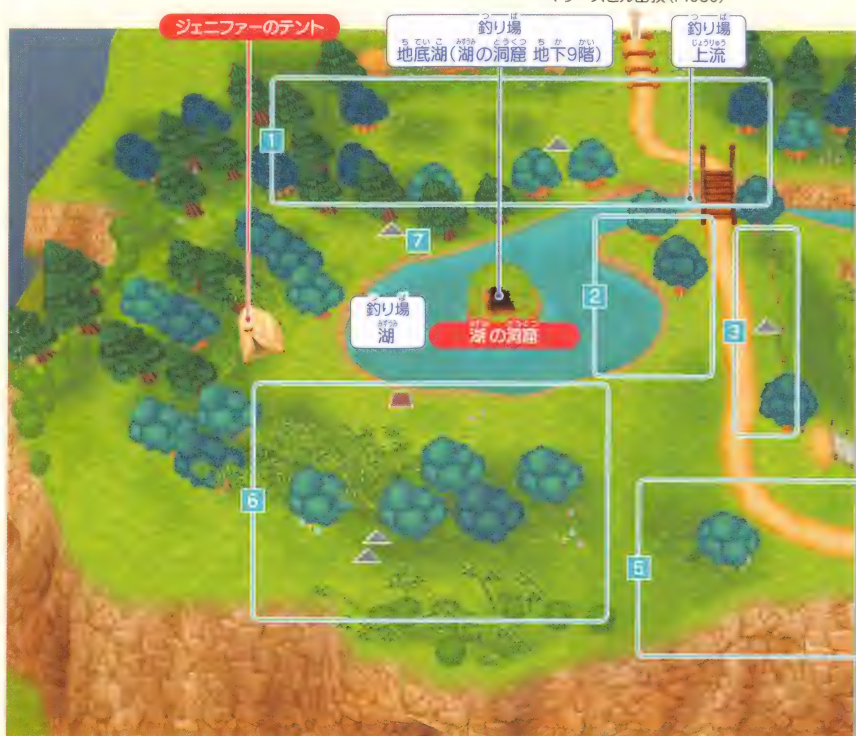 ジェニファーのテント
釣り場
地底湖(湖の洞窟 地下9階)
釣り場
上流
1
7
2
釣り場
湖
湖の洞窟
3
6
5